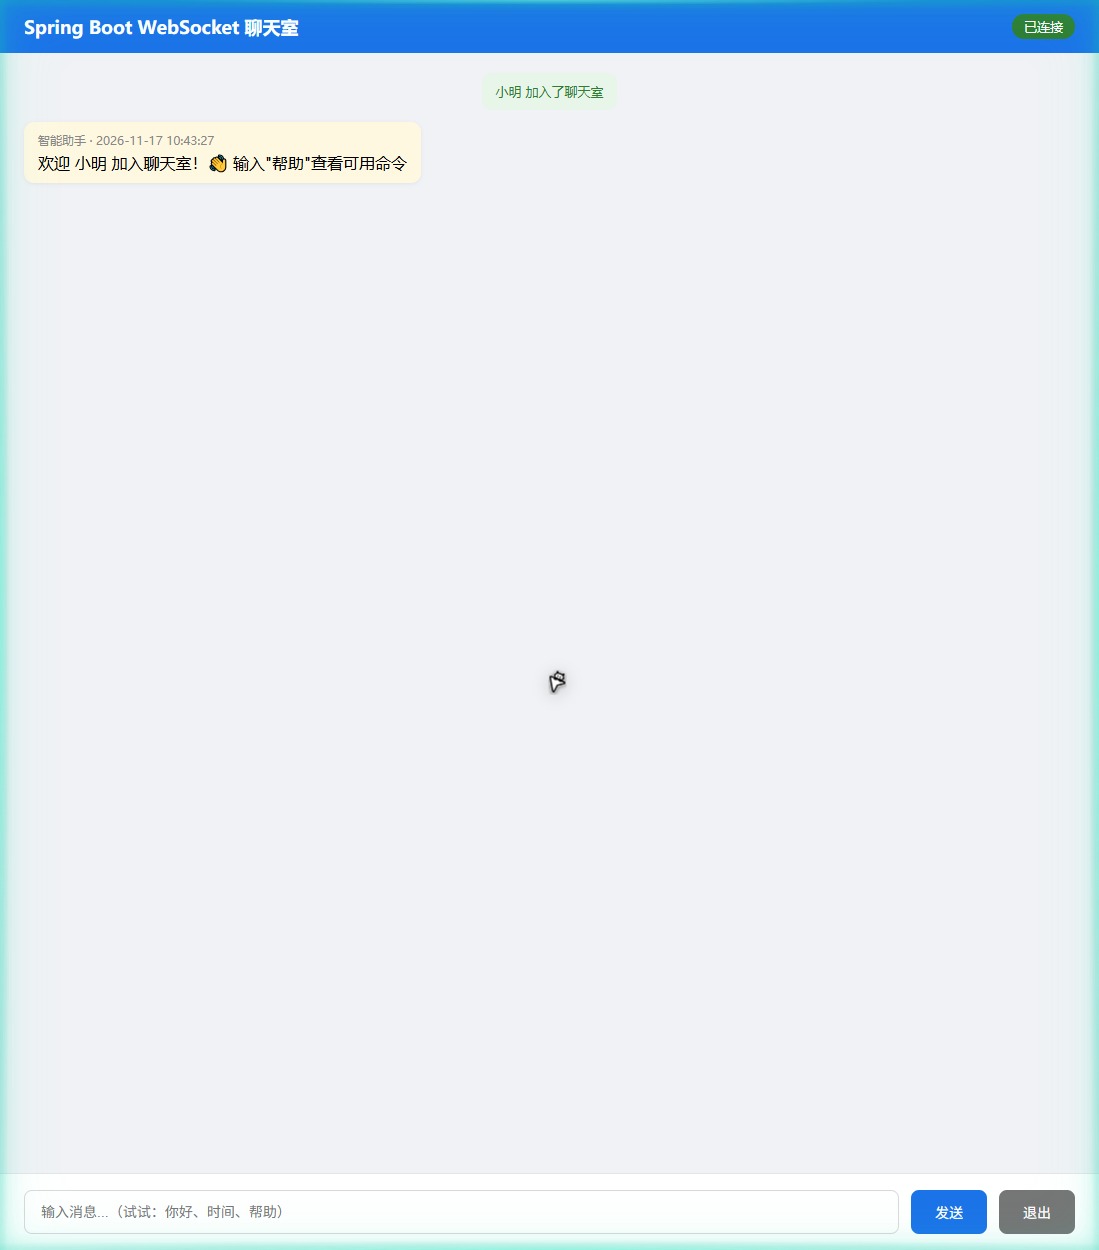 Spring Boot WebSocket 聊天室
已连接
小明 加入了聊天室
智能助手 · 2026-11-17 10:43:27
欢迎 小明 加入聊天室！👏 输入"帮助"查看可用命令
输入消息...（试试：你好、时间、帮助）
发送
退出